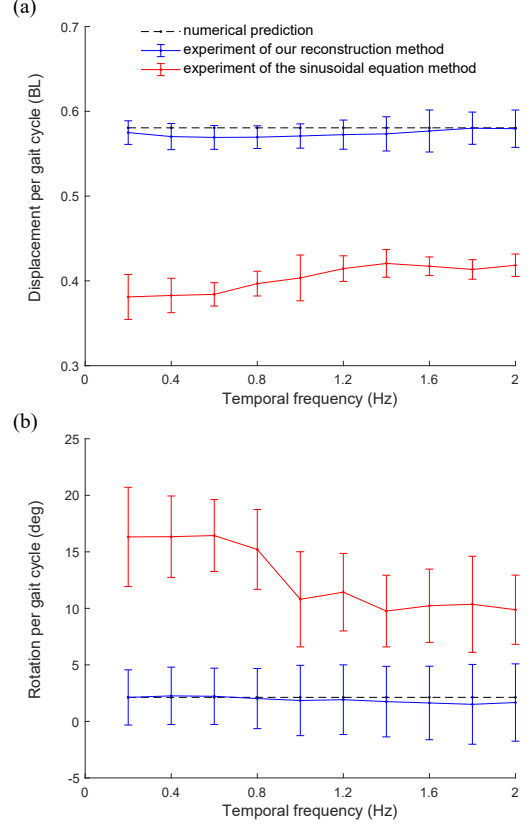 (a)
numerical prediction
experiment of our reconstruction method
experiment of the sinusoidal equation method
Displacement per gait cycle (BL)
0.7
0.6
0.5
0.4
0.3
0 0.4 0.8 1.2 1.6 2
Temporal frequency (Hz)
(b)
Rotation per gait cycle (deg)
25
20
15
10
5
0
-5
0 0.4 0.8 1.2 1.6 2
Temporal frequency (Hz)